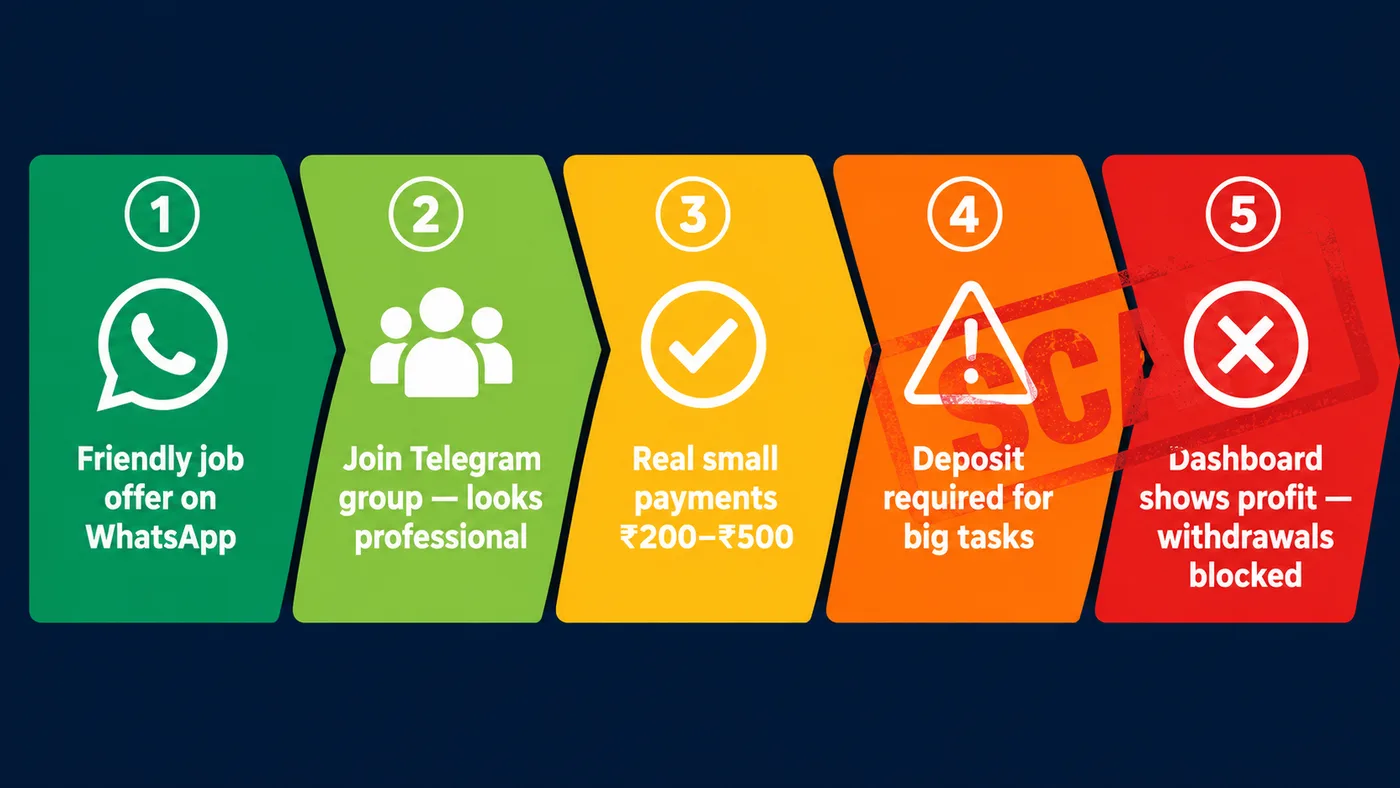 1
Friendly job
offer on
WhatsApp
2
Join Telegram
group — looks
professional
3
Real small
payments
₹200–₹500
4
Deposit
required for
big tasks
5
Dashboard
shows profit —
withdrawals
blocked